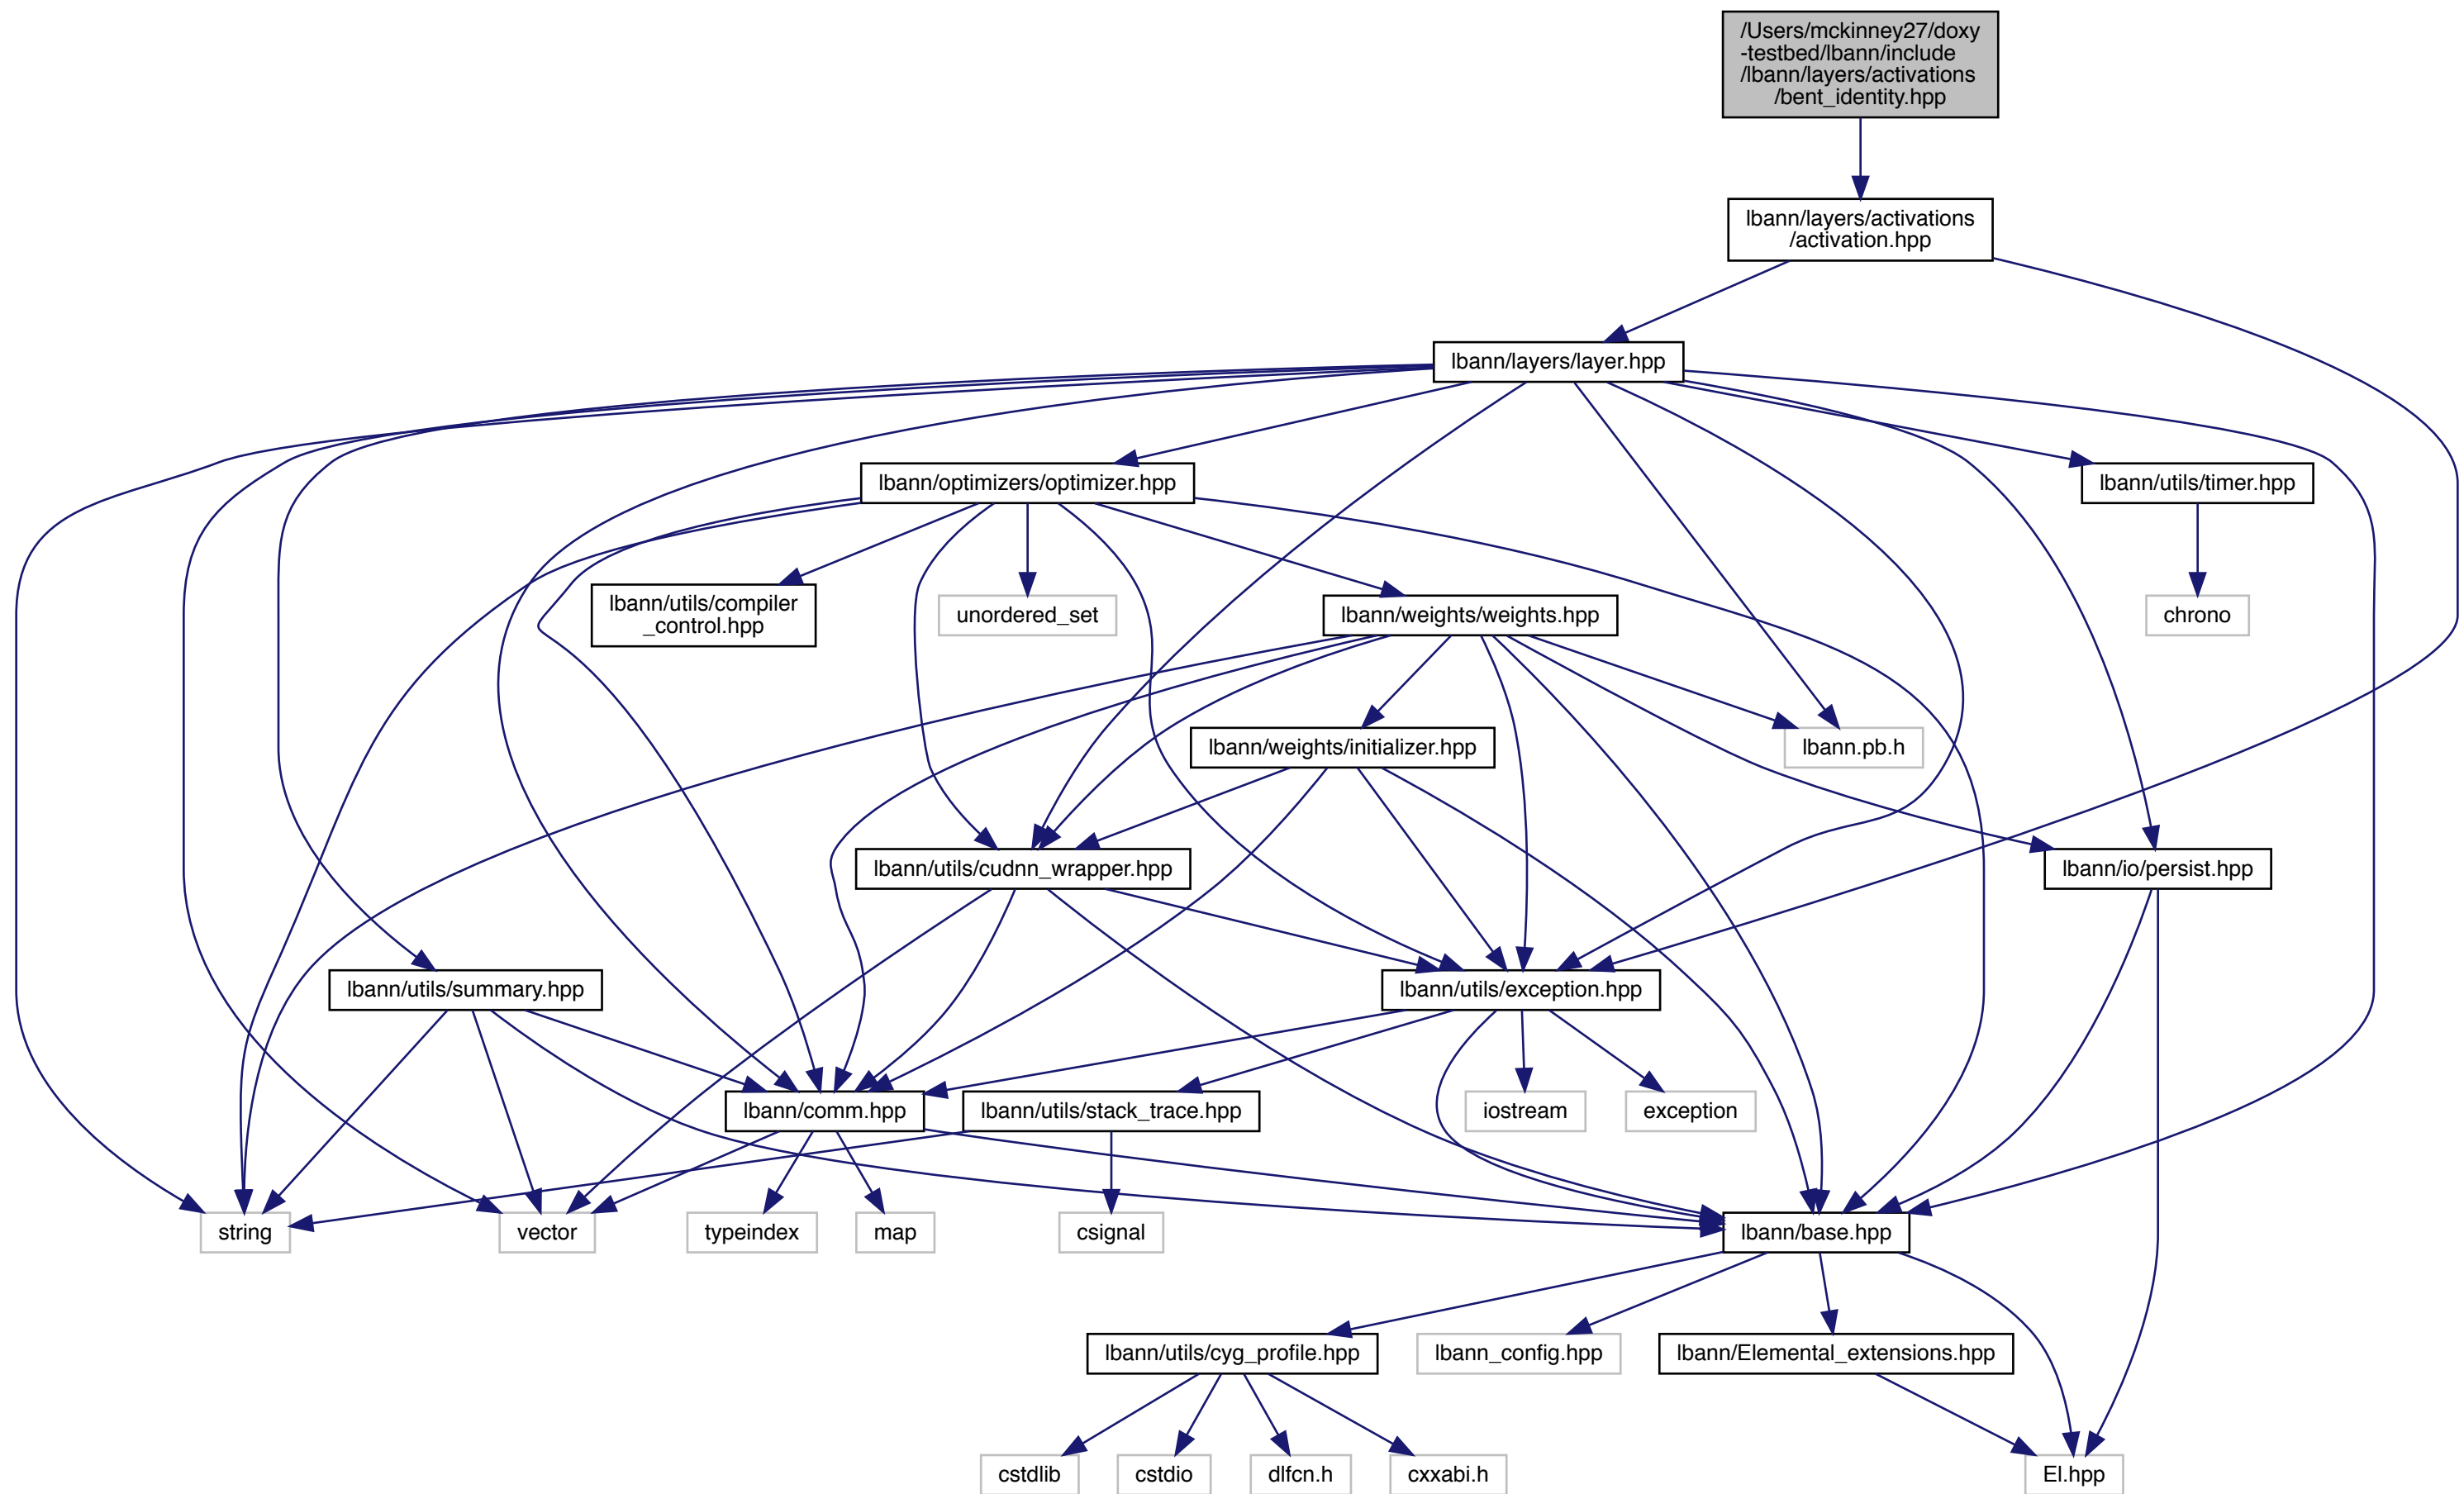 /Users/mckinney27/doxy
-testbed/lbann/include
/lbann/layers/activations
/bent_identity.hpp
lbann/layers/activations
/activation.hpp
lbann/layers/layer.hpp
lbann/optimizers/optimizer.hpp
lbann/utils/timer.hpp
lbann/utils/compiler
_control.hpp
unordered_set
lbann/weights/weights.hpp
chrono
lbann/weights/initializer.hpp
lbann.pb.h
lbann/utils/cudnn_wrapper.hpp
lbann/io/persist.hpp
lbann/utils/summary.hpp
lbann/utils/exception.hpp
lbann/comm.hpp
lbann/utils/stack_trace.hpp
iostream
exception
string
vector
typeindex
map
csignal
lbann/base.hpp
lbann/utils/cyg_profile.hpp
lbann_config.hpp
lbann/Elemental_extensions.hpp
cstdlib
cstdio
dlfcn.h
cxxabi.h
El.hpp